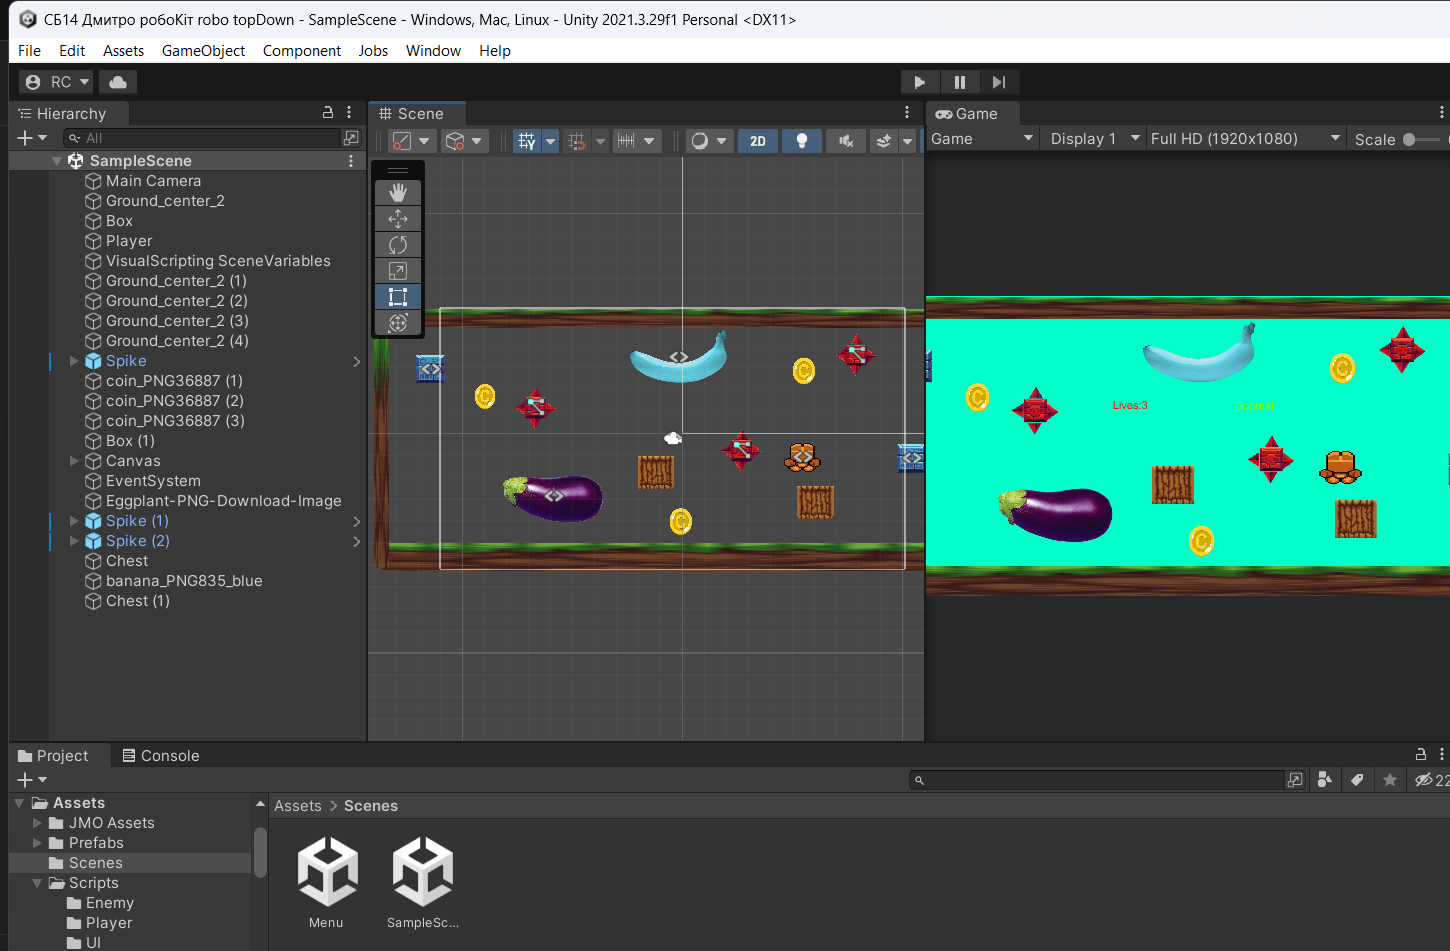 СБ14 Дмитро робоКіт robo topDown - SampleScene - Windows, Mac, Linux - Unity 2021.3.29f1 Personal <DX11>
File Edit Assets GameObject Component Jobs Window Help
RC
Hierarchy
All
SampleScene
Main Camera
Ground_center_2
Box
Player
VisualScripting SceneVariables
Ground_center_2 (1)
Ground_center_2 (2)
Ground_center_2 (3)
Ground_center_2 (4)
Spike
coin_PNG36887 (1)
coin_PNG36887 (2)
coin_PNG36887 (3)
Box (1)
Canvas
EventSystem
Eggplant-PNG-Download-Image
Spike (1)
Spike (2)
Chest
banana_PNG835_blue
Chest (1)
Scene
2D
Game
Game Display 1 Full HD (1920x1080) Scale
Lives:3
Project Console
22
Assets
JMO Assets
Prefabs
Scenes
Scripts
Enemy
Player
UI
Assets > Scenes
Menu
SampleSc...